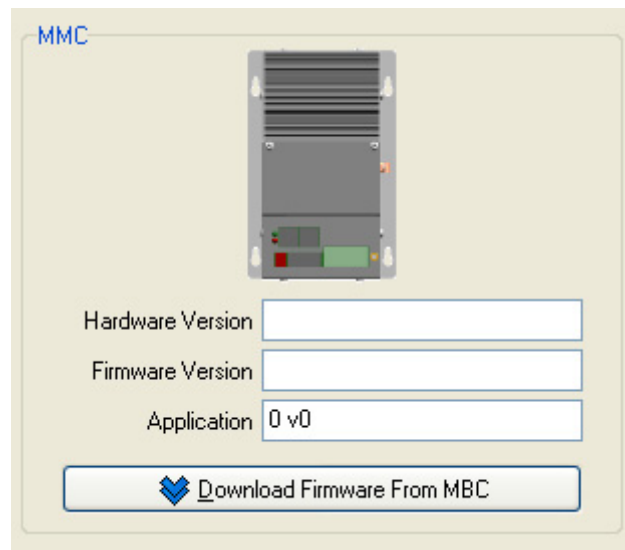 MMC
Hardware Version
Firmware Version
Application 0 v0
Download Firmware From MBC